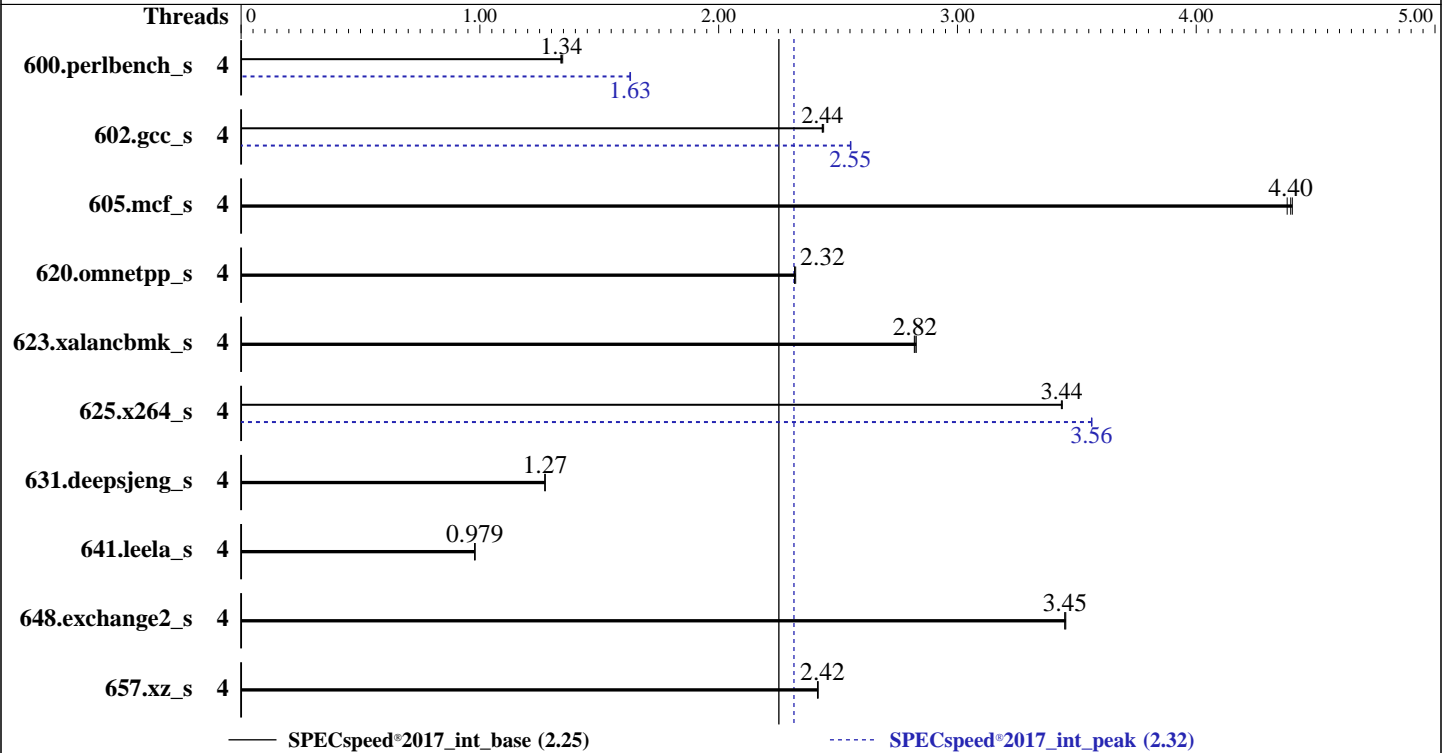 Threads 0 1.00 2.00 3.00 4.00 5.00
600.perlbench_s 4 1.34
1.63
602.gcc_s 4 2.44
2.55
605.mcf_s 4 4.40
620.omnetpp_s 4 2.32
623.xalancbmk_s 4 2.82
625.x264_s 4 3.44
3.56
631.deepsjeng_s 4 1.27
641.leela_s 4 0.979
648.exchange2_s 4 3.45
657.xz_s 4 2.42
SPECspeed®2017_int_base (2.25) SPECspeed®2017_int_peak (2.32)